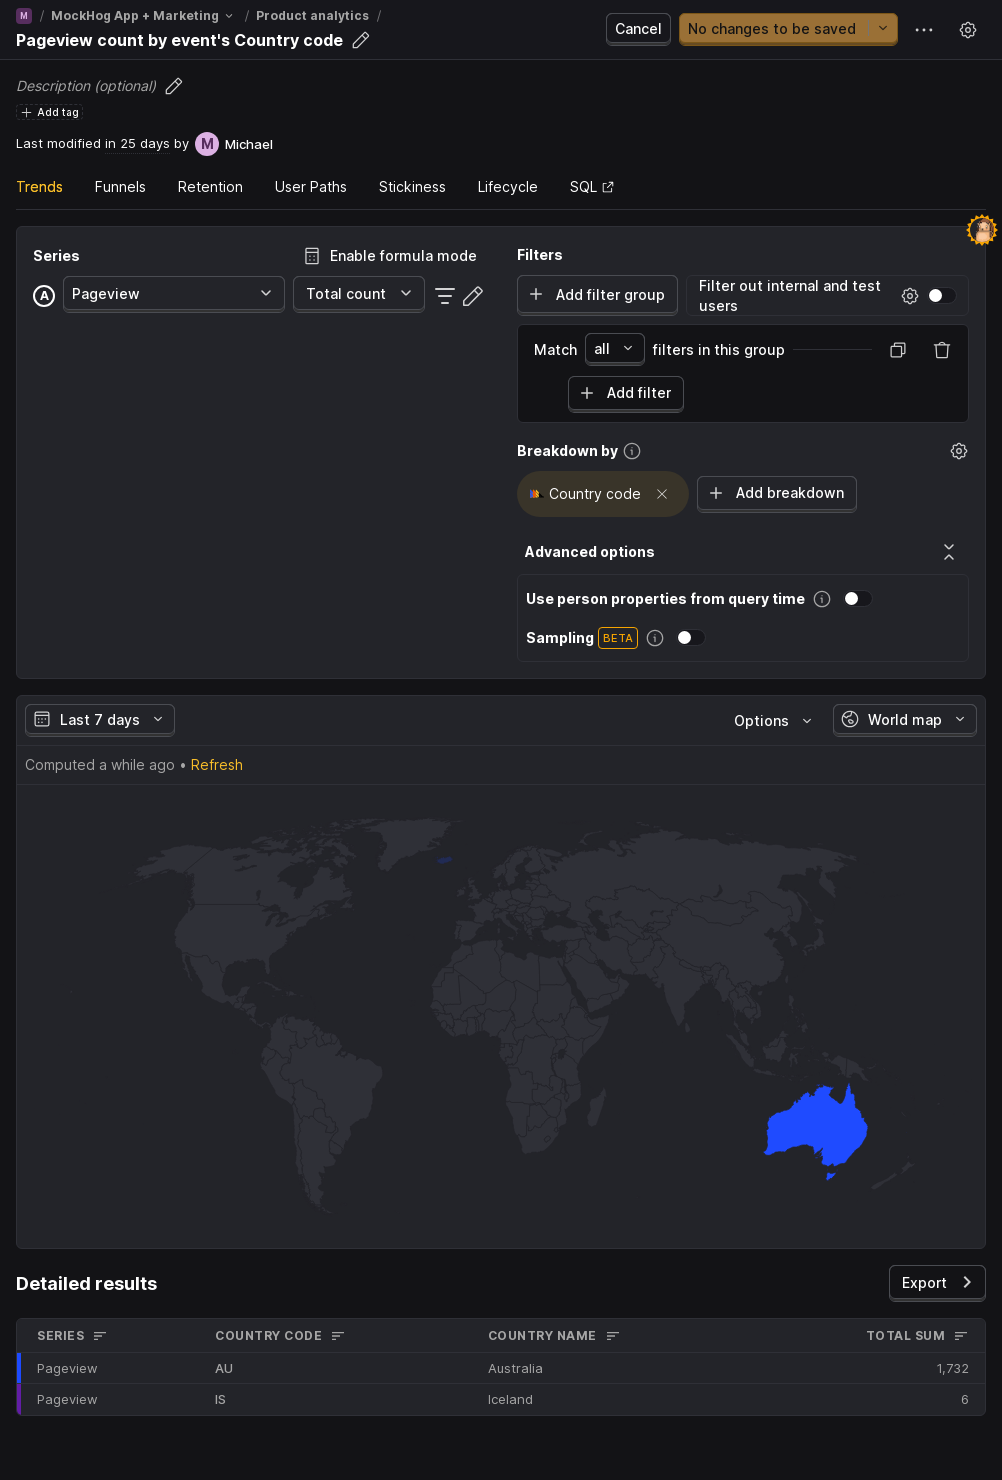 M / MockHog App + Marketing / Product analytics /
Pageview count by event's Country code
Cancel
No changes to be saved
Description (optional)
Add tag
Last modified in 25 days by M Michael
Trends
Funnels
Retention
User Paths
Stickiness
Lifecycle
SQL
Series
Enable formula mode
A
Pageview
Total count
Filters
Add filter group
Filter out internal and test
users
Match all filters in this group
Add filter
Breakdown by
Country code
Add breakdown
Advanced options
Use person properties from query time
Sampling BETA
Last 7 days
Options
World map
Computed a while ago • Refresh
Detailed results
Export
SERIES COUNTRY CODE COUNTRY NAME TOTAL SUM
Pageview AU Australia 1,732
Pageview IS Iceland 6